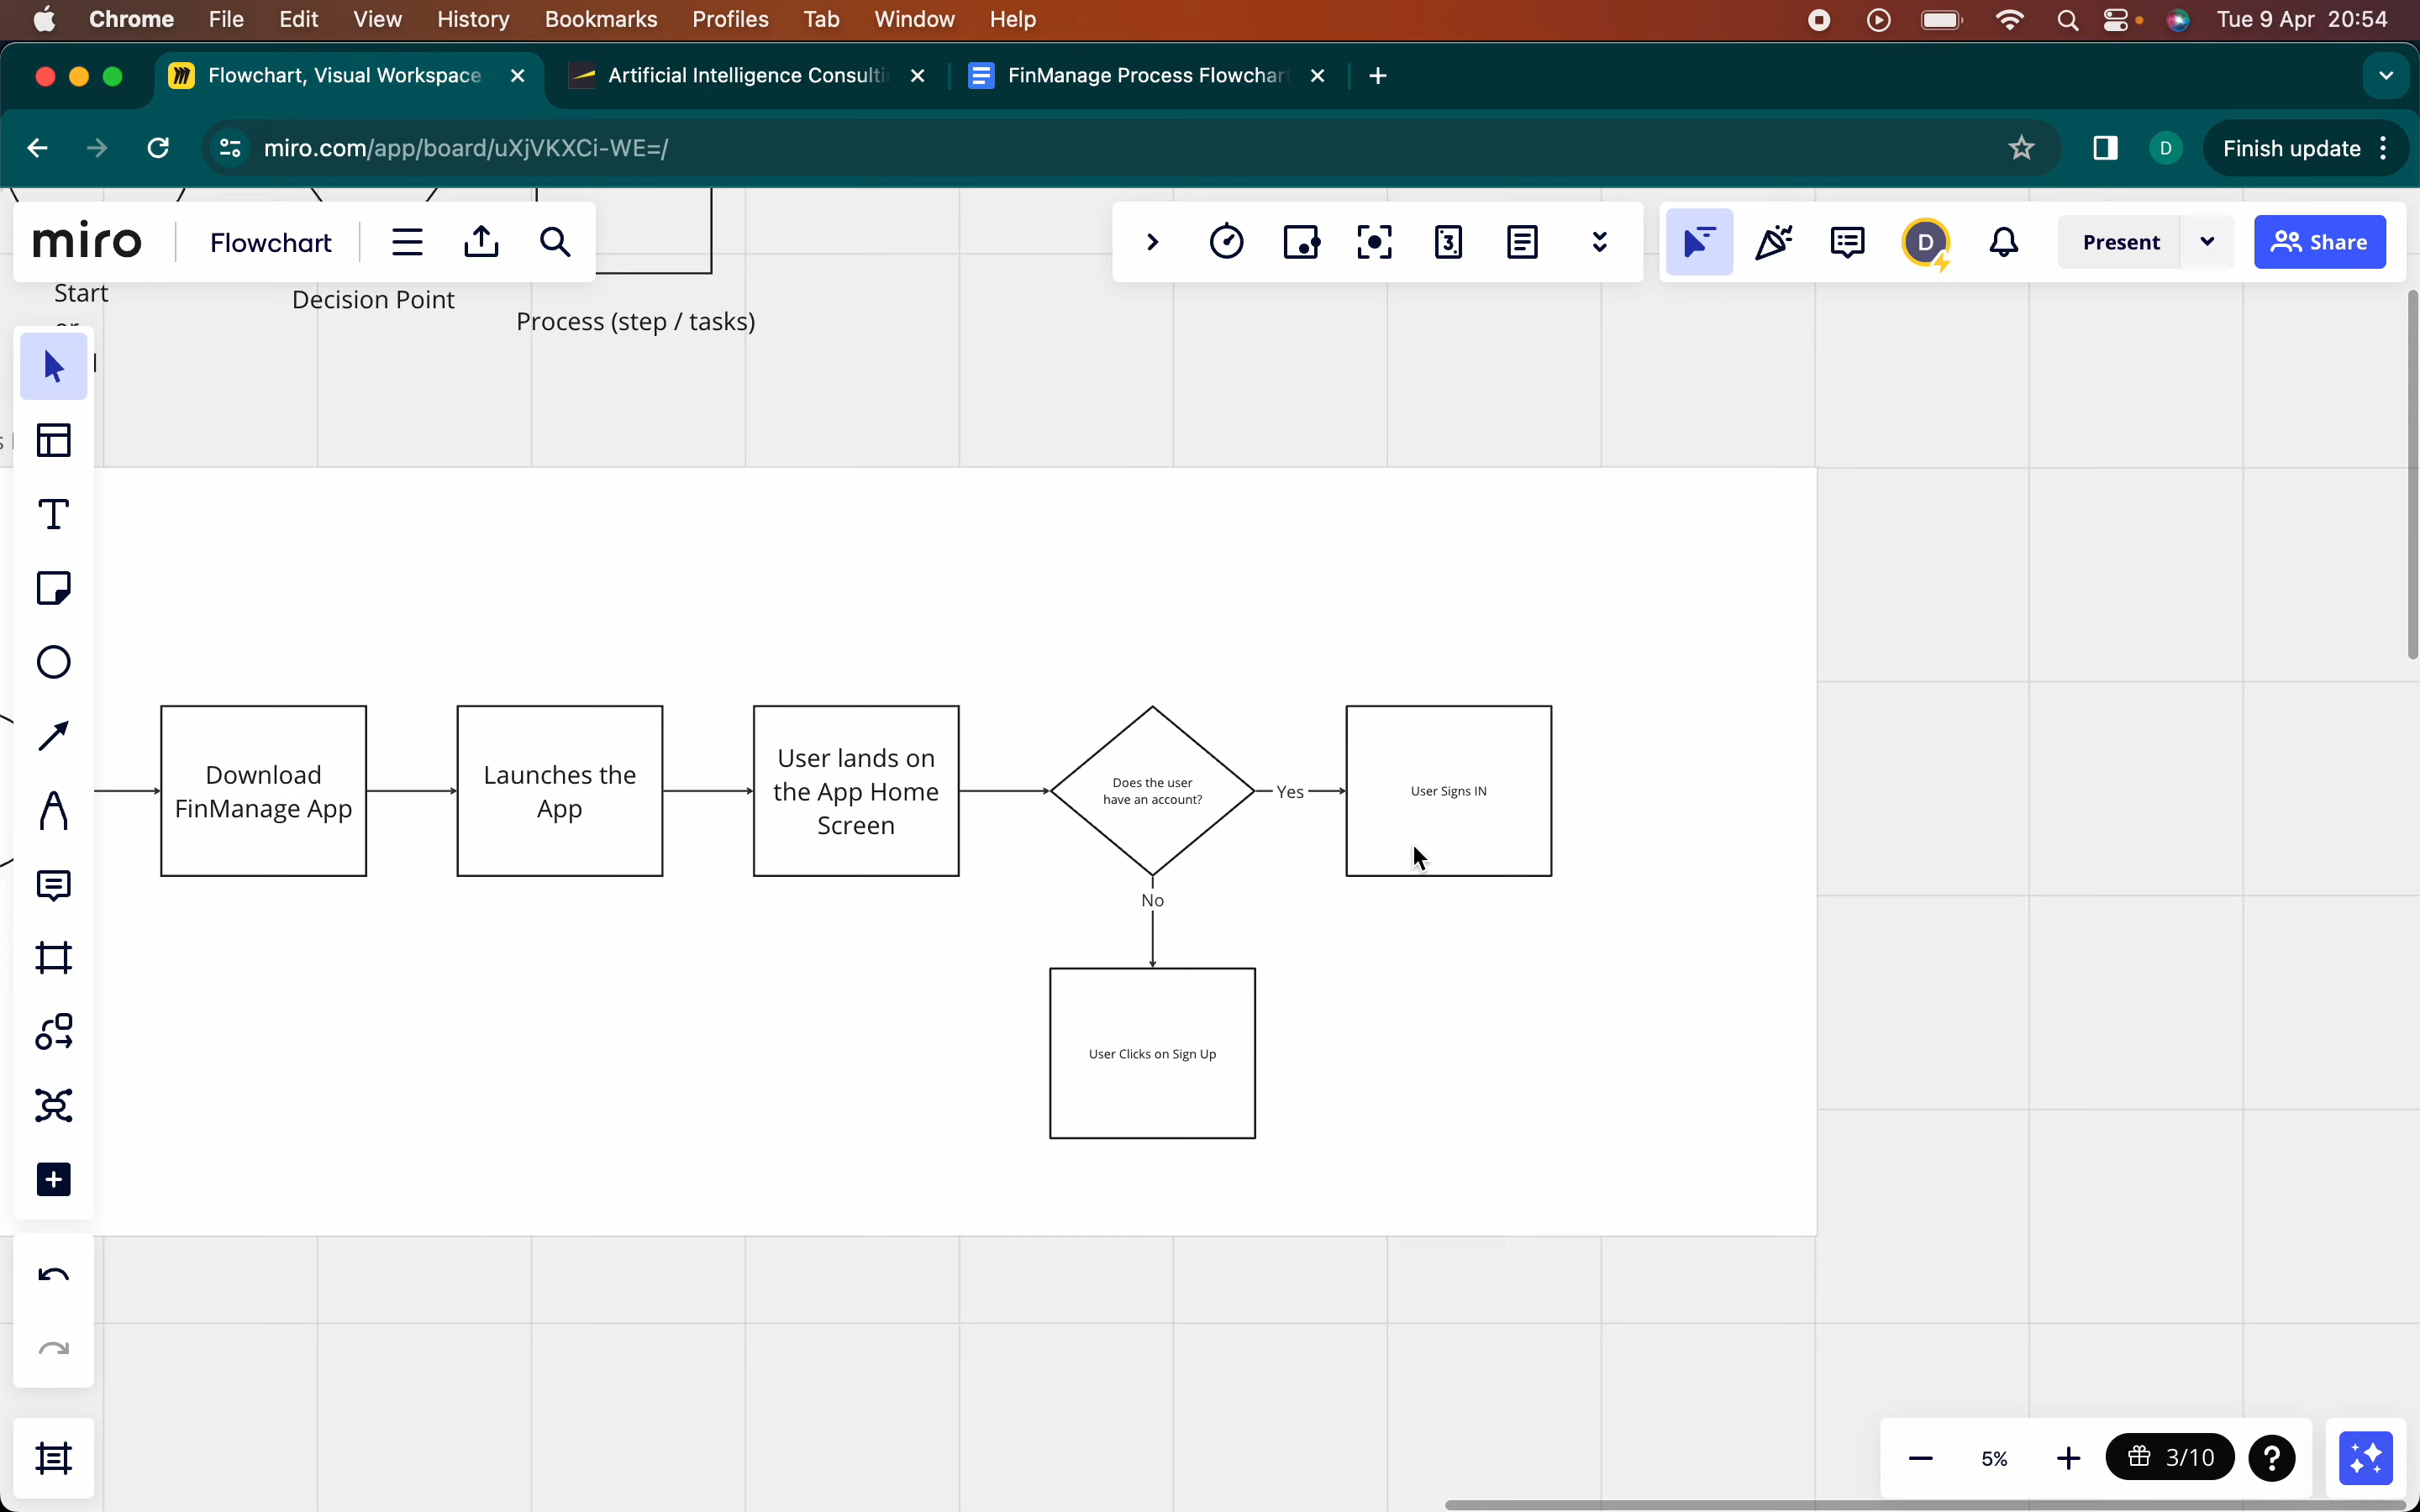 Chrome File Edit View History Bookmarks Profiles Tab Window Help Tue 9 Apr 20:54
Flowchart, Visual Workspace Artificial Intelligence Consulti FinManage Process Flowchar
miro.com/app/board/uXjVKXCi-WE=/ D Finish update
miro Flowchart 3 D Present Share
Start
Decision Point
Process (step / tasks)
Download
FinManage App
Launches the
App
User lands on
the App Home
Screen
Does the user
have an account?
Yes
User Signs IN
No
User Clicks on Sign Up
5% 3/10 ?